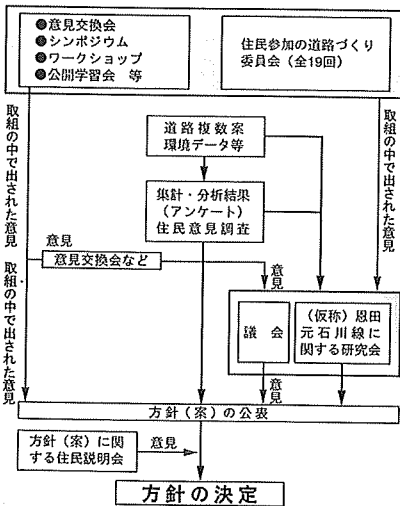 ●意見交換会
●シンポジウム
●ワークショップ
●公開学習会 等
住民参加の道路づくり
委員会(全19回)
取組の中で出された意見
取組の中で出された意見
道路複数案
環境データ等
集計・分析結果
(アンケート)
住民意見調査
意見
意見交換会など
意見
取組の中で出された意見
議会
(仮称)恩田
元石川線に
関する研究会
意見
方針(案)の公表
方針(案)に関
する住民説明会
意見
方針の決定